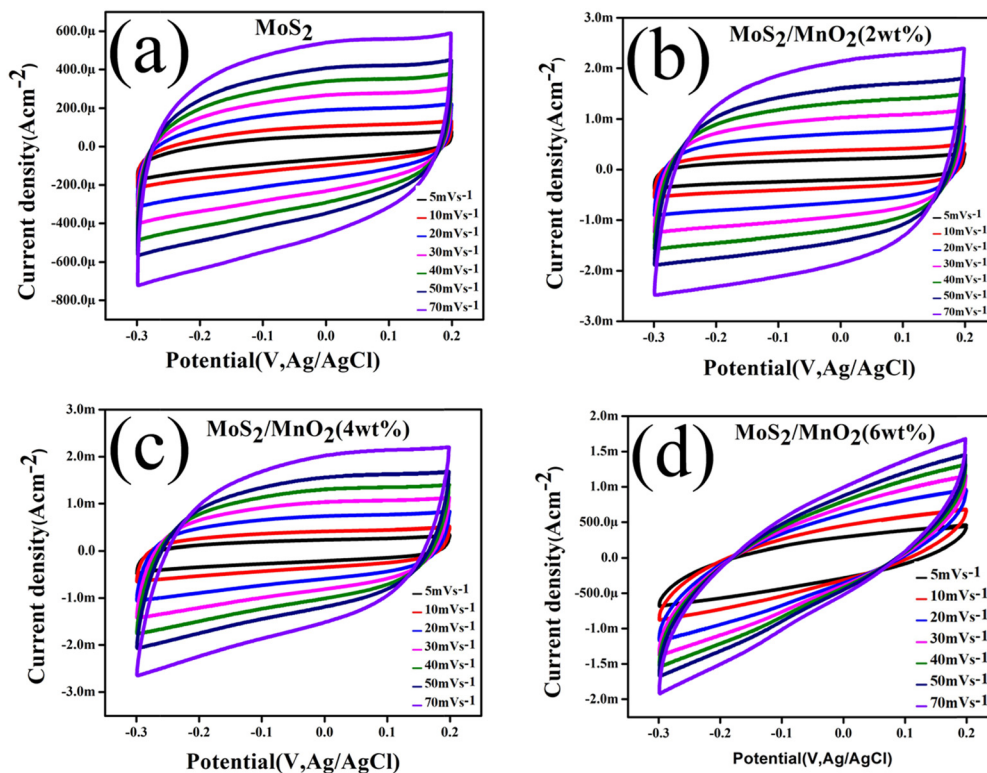 (a)
MoS2
600.0μ
400.0μ
200.0μ
0.0
-200.0μ
-400.0μ
-600.0μ
-800.0μ
Current density(Acm-2)
5mVs-1
10mVs-1
20mVs-1
30mVs-1
40mVs-1
50mVs-1
70mVs-1
-0.3 -0.2 -0.1 0.0 0.1 0.2
Potential(V,Ag/AgCl)
(b)
MoS2/MnO2(2wt%)
3.0m
2.0m
1.0m
0.0
-1.0m
-2.0m
-3.0m
Current density(Acm-2)
5mVs-1
10mVs-1
20mVs-1
30mVs-1
40mVs-1
50mVs-1
70mVs-1
-0.3 -0.2 -0.1 0.0 0.1 0.2
Potential(V,Ag/AgCl)
(c)
MoS2/MnO2(4wt%)
3.0m
2.0m
1.0m
0.0
-1.0m
-2.0m
-3.0m
Current density(Acm-2)
5mVs-1
10mVs-1
20mVs-1
30mVs-1
40mVs-1
50mVs-1
70mVs-1
-0.3 -0.2 -0.1 0.0 0.1 0.2
Potential(V,Ag/AgCl)
(d)
MoS2/MnO2(6wt%)
2.0m
1.5m
1.0m
500.0μ
0.0
-500.0μ
-1.0m
-1.5m
-2.0m
Current density(Acm-2)
5mVs-1
10mVs-1
20mVs-1
30mVs-1
40mVs-1
50mVs-1
70mVs-1
-0.3 -0.2 -0.1 0.0 0.1 0.2
Potential(V,Ag/AgCl)